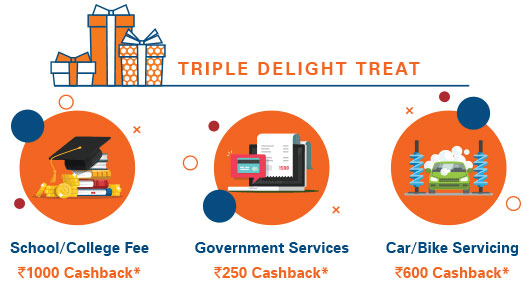 TRIPLE DELIGHT TREAT
School/College Fee
₹1000 Cashback*
Government Services
₹250 Cashback*
Car/Bike Servicing
₹600 Cashback*